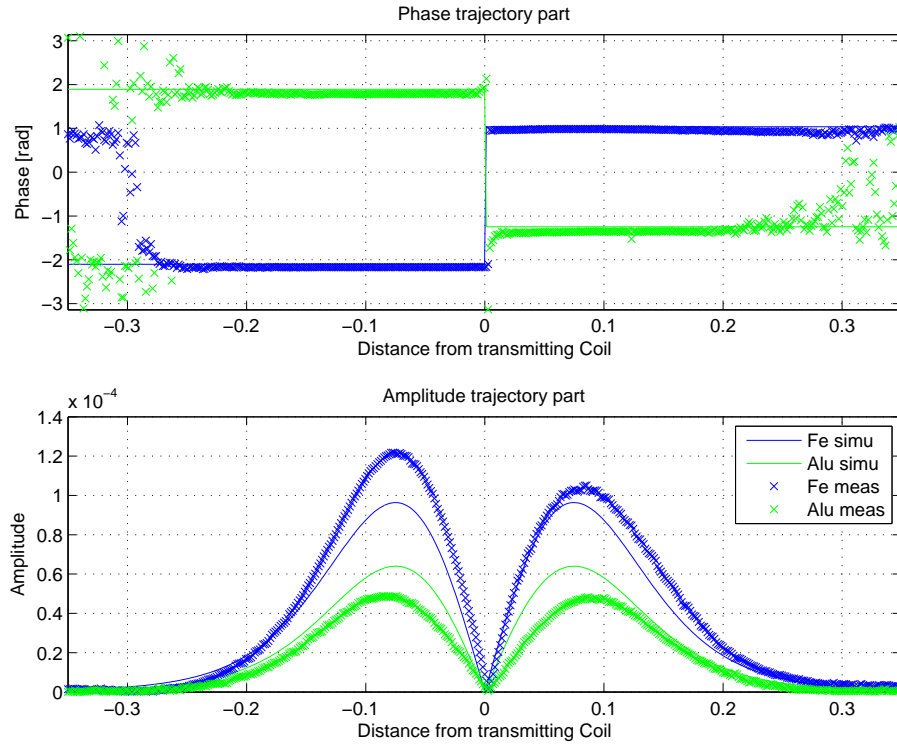 Phase trajectory part
Phase [rad]
3
2
1
0
−1
−2
−3
−0.3 −0.2 −0.1 0 0.1 0.2 0.3
Distance from transmitting Coil
Amplitude trajectory part
x 10^-4
Amplitude
1.4
1.2
1
0.8
0.6
0.4
0.2
0
Fe simu
Alu simu
Fe meas
Alu meas
−0.3 −0.2 −0.1 0 0.1 0.2 0.3
Distance from transmitting Coil